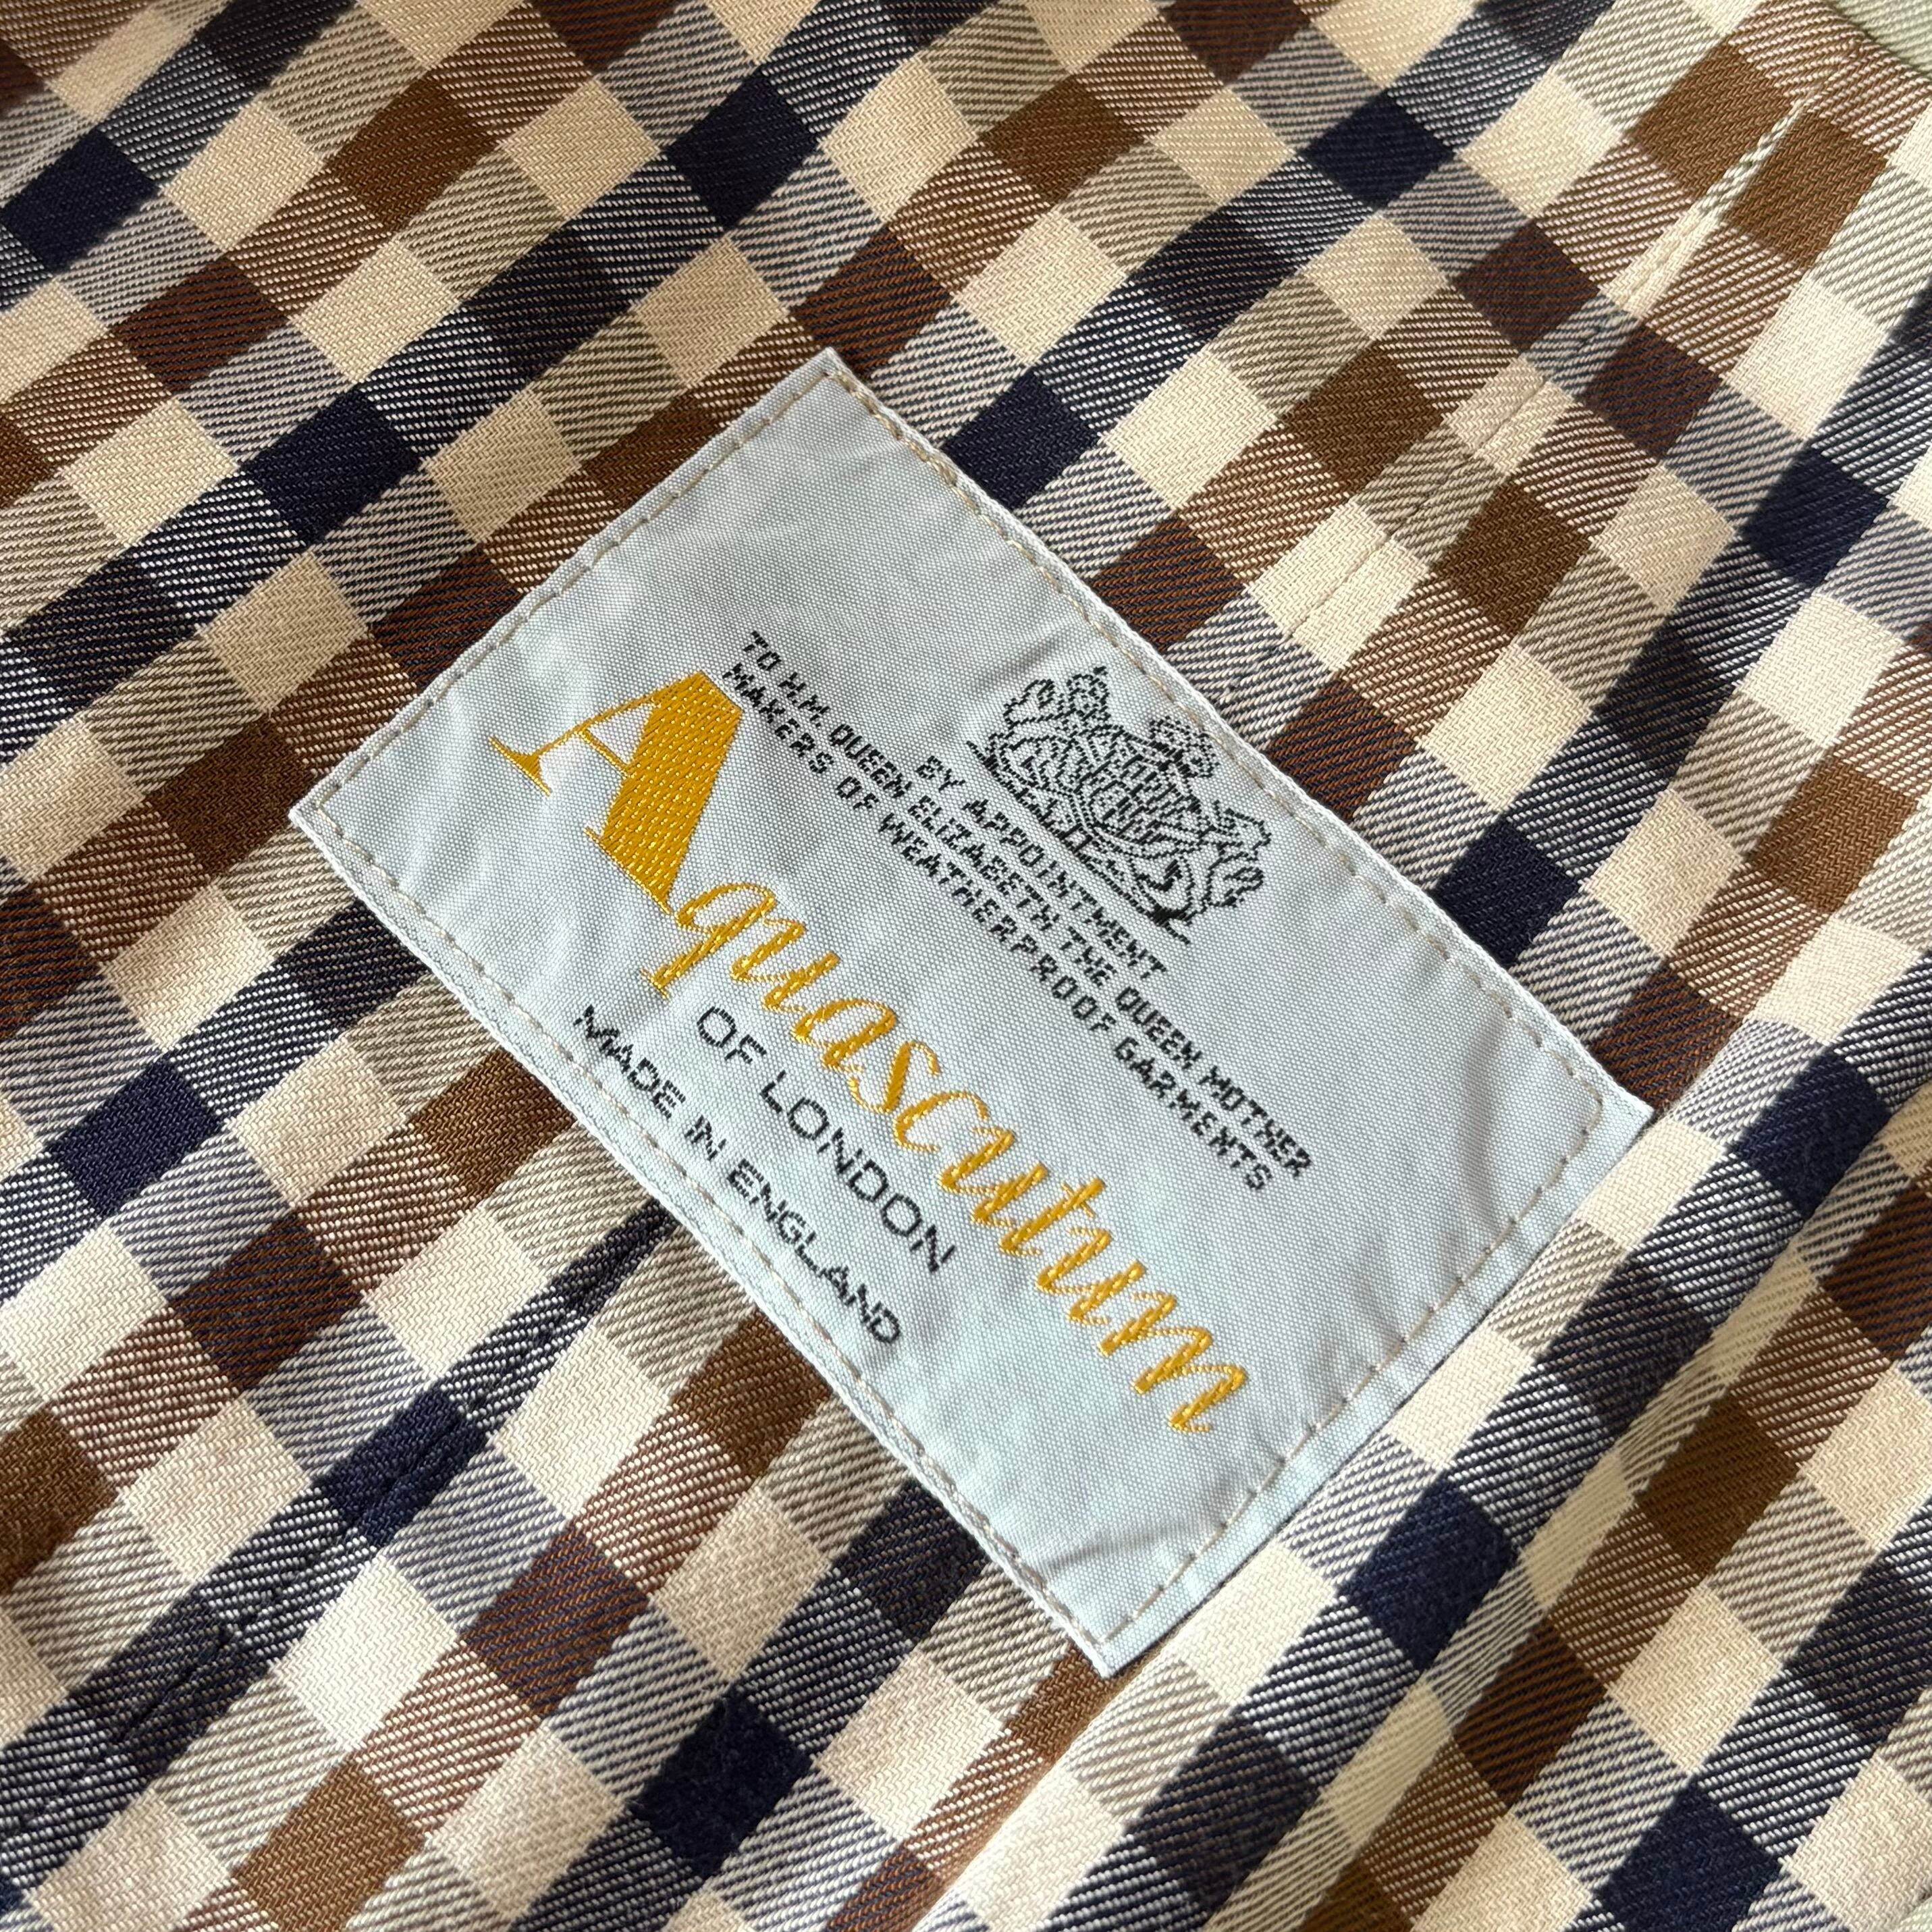 BY APPOINTMENT
TO H.M. QUEEN ELIZABETH THE QUEEN MOTHER
MAKERS OF WEATHERPROOF GARMENTS
Aquascutum
OF LONDON
MADE IN ENGLAND